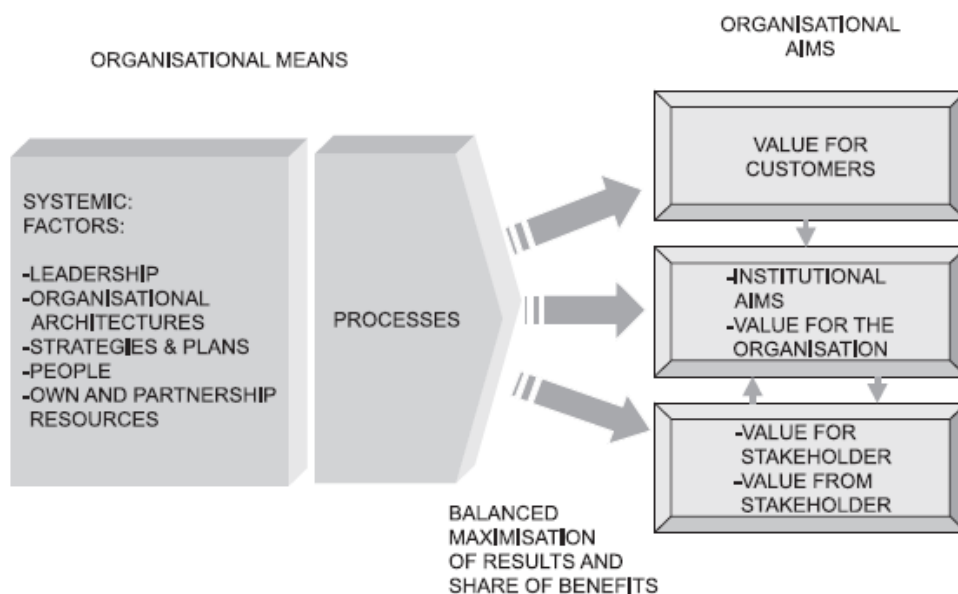 ORGANISATIONAL MEANS
ORGANISATIONAL
AIMS
SYSTEMIC:
FACTORS:
-LEADERSHIP
-ORGANISATIONAL
ARCHITECTURES
-STRATEGIES & PLANS
-PEOPLE
-OWN AND PARTNERSHIP
RESOURCES
PROCESSES
VALUE FOR
CUSTOMERS
-INSTITUTIONAL
AIMS
-VALUE FOR THE
ORGANISATION
-VALUE FOR
STAKEHOLDER
-VALUE FROM
STAKEHOLDER
BALANCED
MAXIMISATION
OF RESULTS AND
SHARE OF BENEFITS